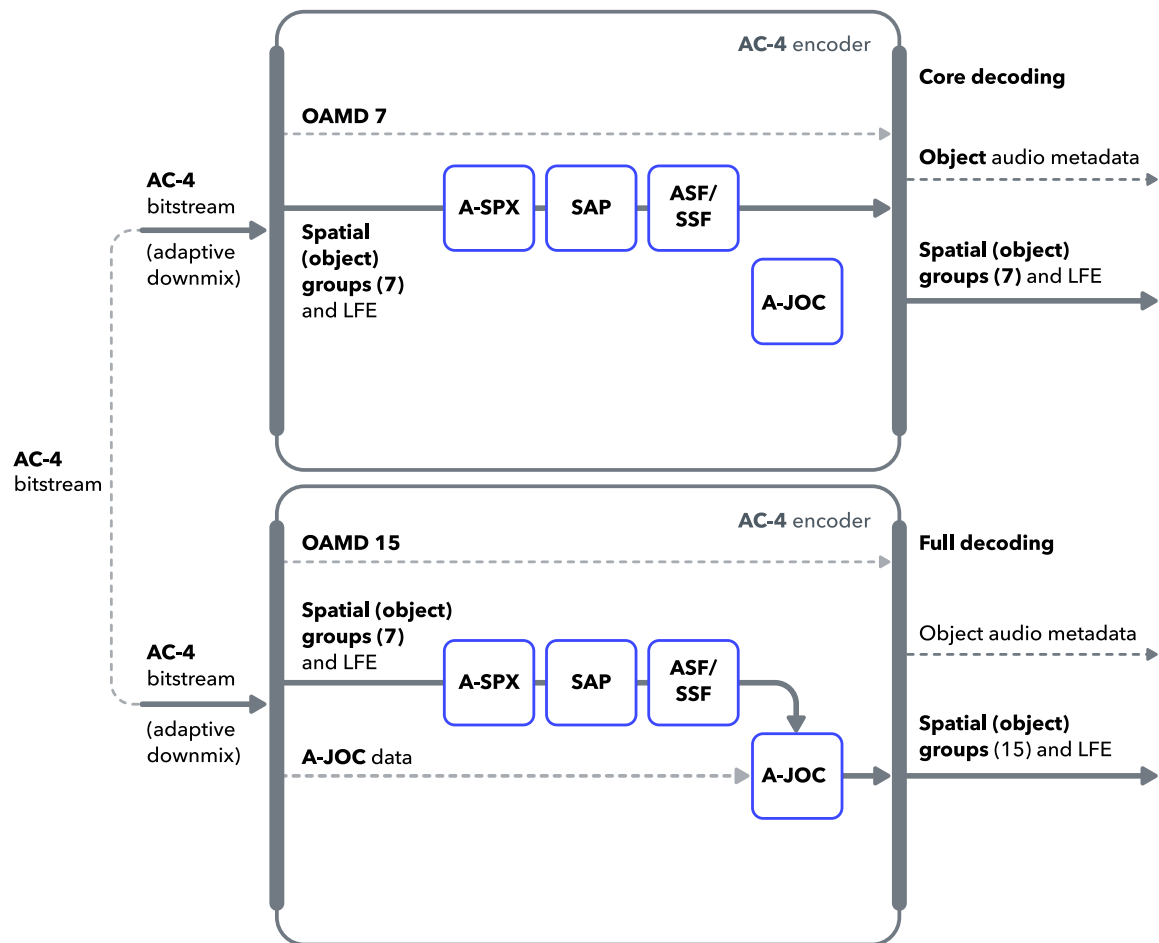 AC-4 encoder
Core decoding
OAMD 7
Object audio metadata
AC-4
bitstream
(adaptive
downmix)
A-SPX
SAP
ASF/
SSF
Spatial
(object)
groups (7)
and LFE
Spatial (object)
groups (7) and LFE
A-JOC
AC-4
bitstream
AC-4 encoder
Full decoding
OAMD 15
Spatial (object)
groups (7)
and LFE
Object audio metadata
AC-4
bitstream
(adaptive
downmix)
A-SPX
SAP
ASF/
SSF
Spatial (object)
groups (15) and LFE
A-JOC data
A-JOC